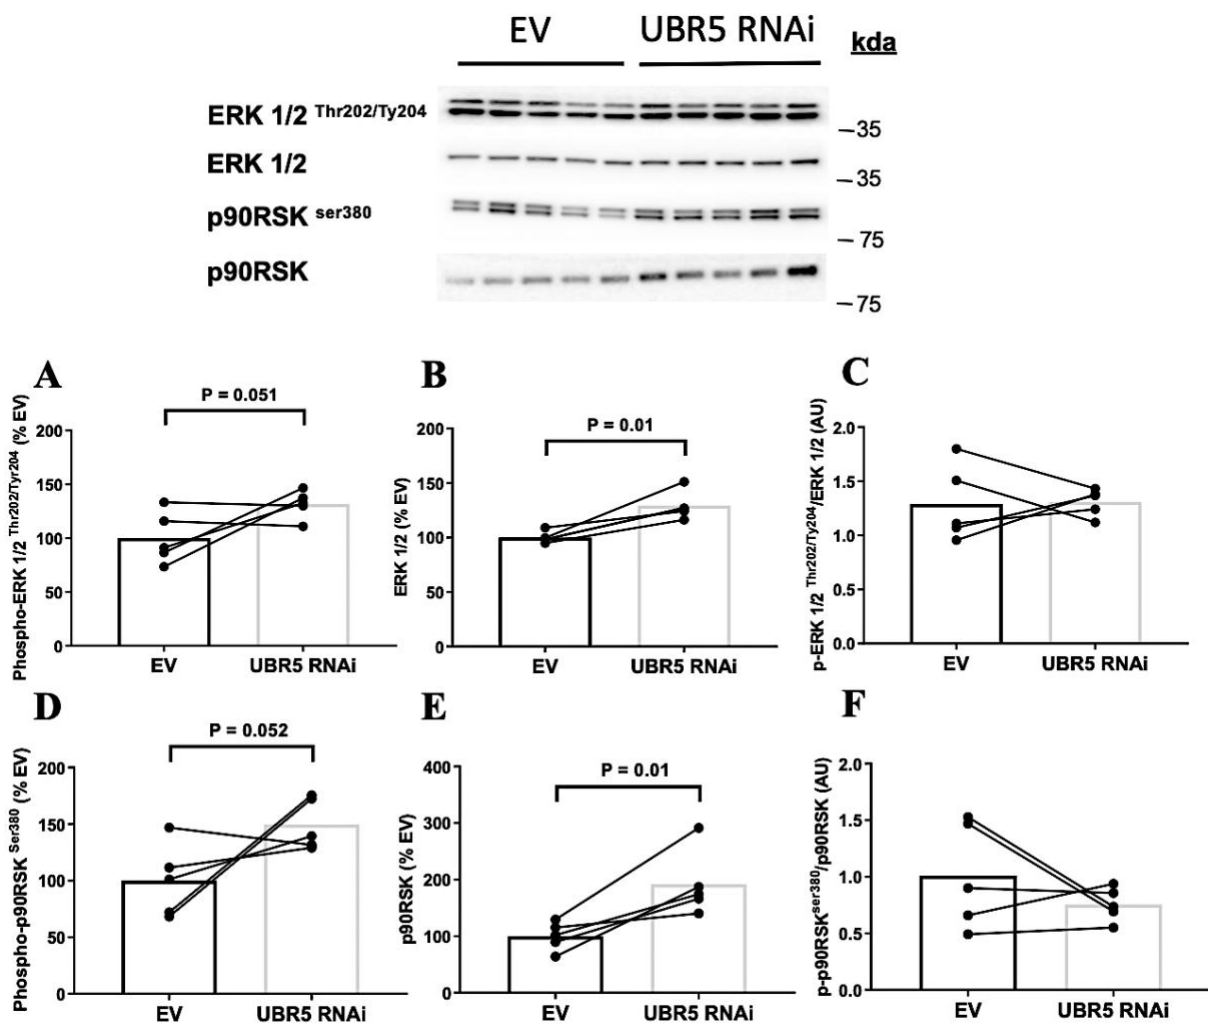 EV UBR5 RNAi kda
ERK 1/2 Thr202/Ty204
–35
ERK 1/2
–35
p90RSK ser380
–75
p90RSK
–75
A
P = 0.051
Phospho-ERK 1/2 Thr202/Tyr204 (% EV)
200
150
100
50
0
EV UBR5 RNAi
B
P = 0.01
ERK 1/2 (% EV)
200
150
100
50
0
EV UBR5 RNAi
C
p-ERK 1/2 Thr202/Ty204/ERK 1/2 (AU)
2.0
1.5
1.0
0.5
0.0
EV UBR5 RNAi
D
P = 0.052
Phospho-p90RSK Ser380 (% EV)
200
150
100
50
0
EV UBR5 RNAi
E
P = 0.01
p90RSK (% EV)
400
300
200
100
0
EV UBR5 RNAi
F
p-p90RSKser380/p90RSK (AU)
2.0
1.5
1.0
0.5
0.0
EV UBR5 RNAi